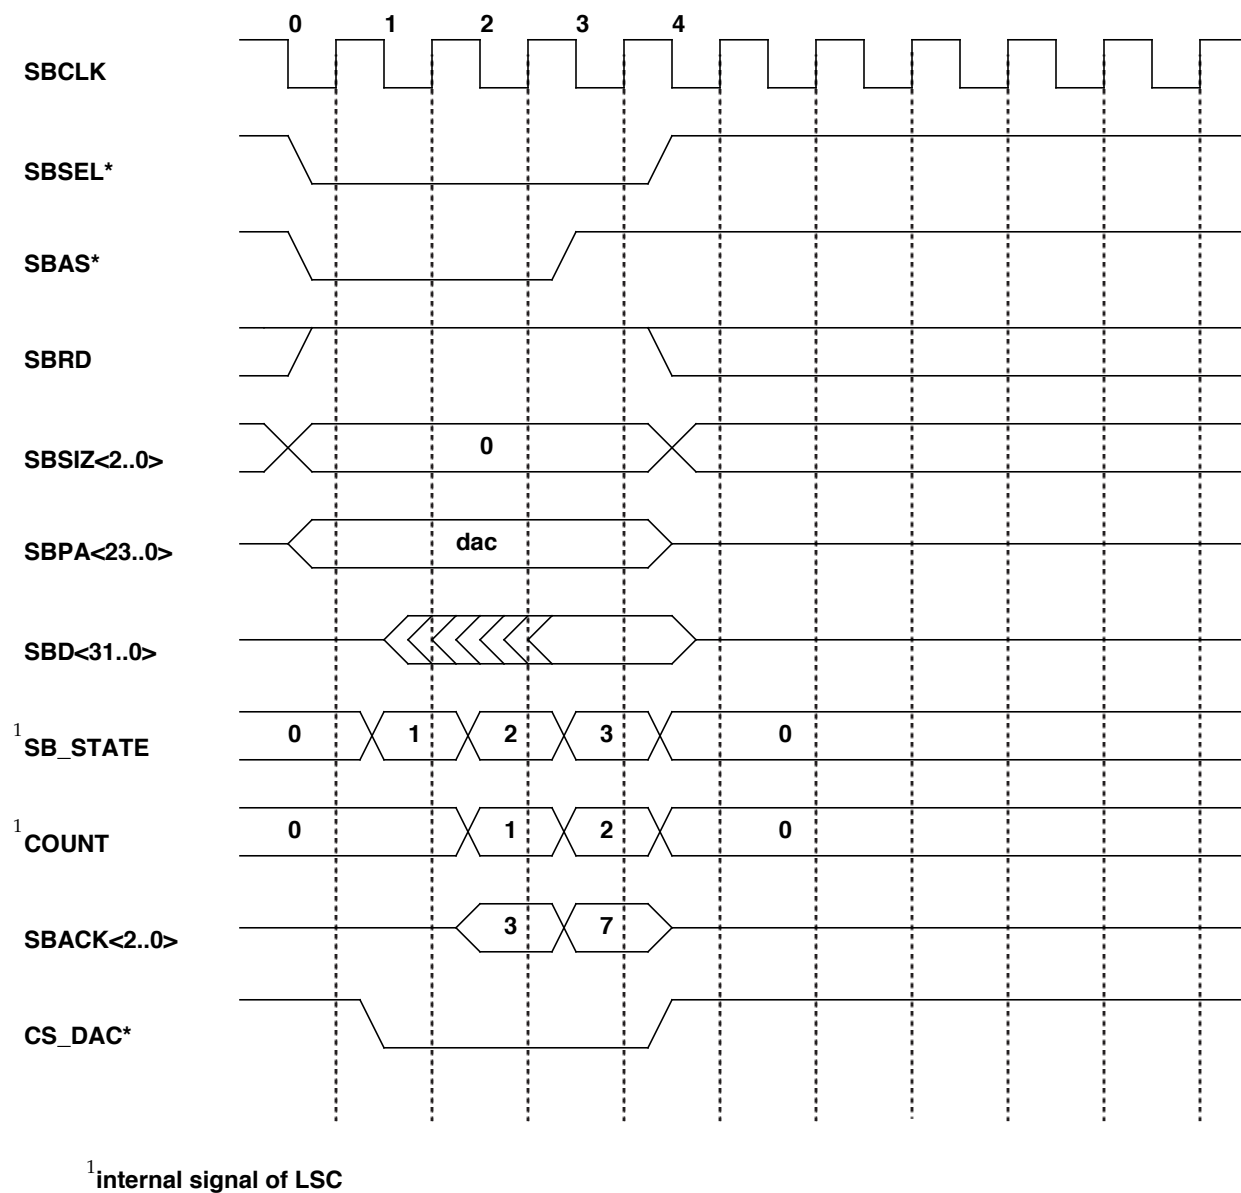 0 1 2 3 4
SBCLK
SBSEL*
SBAS*
SBRD
SBSIZ<2..0> 0
SBPA<23..0> dac
SBD<31..0>
1SB_STATE 0 1 2 3 0
1COUNT 0 1 2 0
SBACK<2..0> 3 7
CS_DAC*
1internal signal of LSC